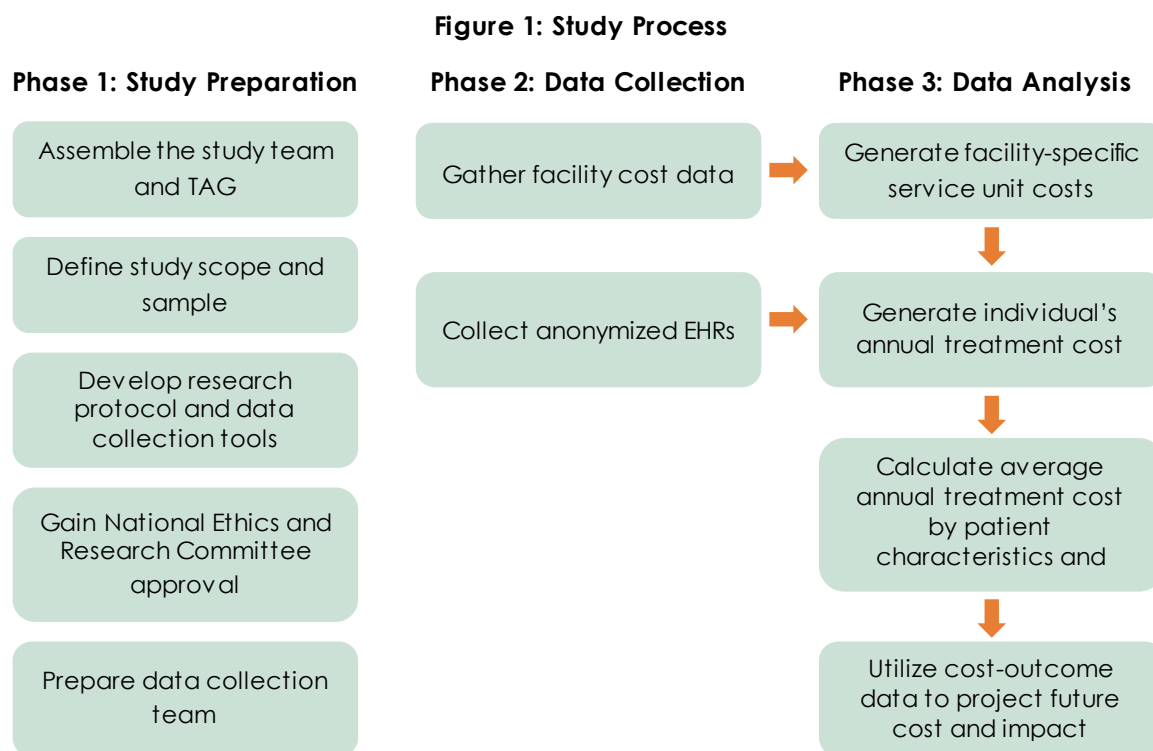 Figure 1: Study Process
Phase 1: Study Preparation
Assemble the study team
and TAG
Define study scope and
sample
Develop research
protocol and data
collection tools
Gain National Ethics and
Research Committee
approval
Prepare data collection
team
Phase 2: Data Collection
Gather facility cost data
Collect anonymized EHRs
Phase 3: Data Analysis
Generate facility-specific
service unit costs
Generate individual's
annual treatment cost
Calculate average
annual treatment cost
by patient
characteristics and
Utilize cost-outcome
data to project future
cost and impact